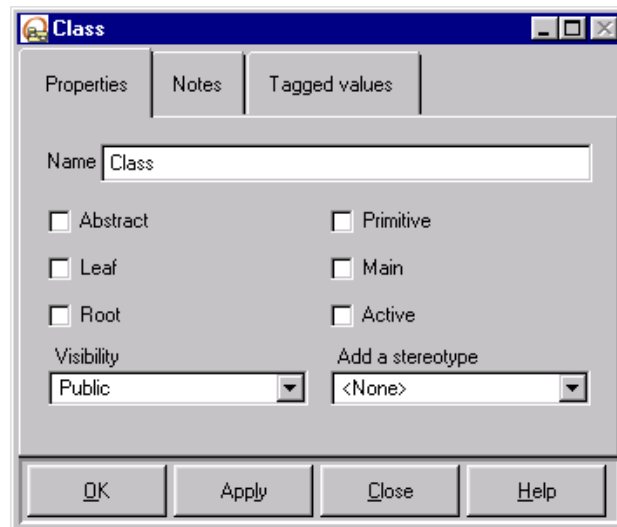 Class
Properties Notes Tagged values
Name Class
Abstract Primitive
Leaf Main
Root Active
Visibility Add a stereotype
Public <None>
OK Apply Close Help